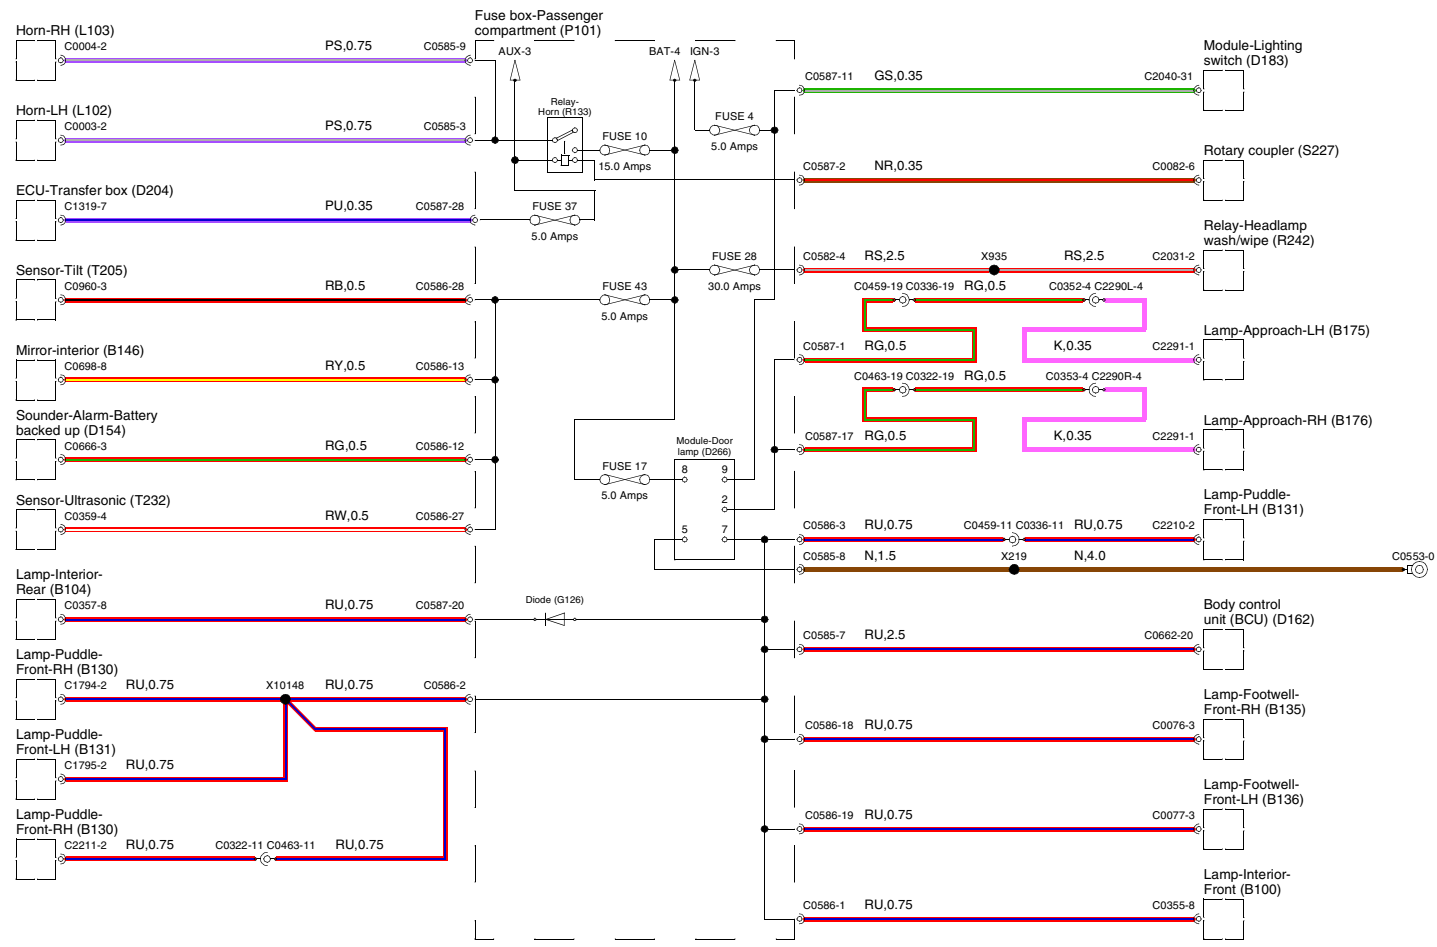 Fuse box-Passenger
compartment (P101)
AUX-3
BAT-4
IGN-3
Horn-RH (L103)
C0004-2
PS,0.75
C0585-9
Horn-LH (L102)
C0003-2
PS,0.75
C0585-3
ECU-Transfer box (D204)
C1319-7
PU,0.35
C0587-28
Sensor-Tilt (T205)
C0960-3
RB,0.5
C0586-28
Mirror-interior (B146)
C0698-8
RY,0.5
C0586-13
Sounder-Alarm-Battery
backed up (D154)
C0666-3
RG,0.5
C0586-12
Sensor-Ultrasonic (T232)
C0359-4
RW,0.5
C0586-27
Lamp-Interior-
Rear (B104)
C0357-8
RU,0.75
C0587-20
Lamp-Puddle-
Front-RH (B130)
C1794-2
RU,0.75
X10148
RU,0.75
C0586-2
Lamp-Puddle-
Front-LH (B131)
C1795-2
RU,0.75
Lamp-Puddle-
Front-RH (B130)
C2211-2
RU,0.75
C0322-11 C0463-11
RU,0.75
Relay-
Horn (R133)
FUSE 10
15.0 Amps
FUSE 4
5.0 Amps
FUSE 37
5.0 Amps
FUSE 28
30.0 Amps
FUSE 43
5.0 Amps
Module-Door
lamp (D266)
FUSE 17
5.0 Amps
8
9
2
5
7
Diode (G126)
Module-Lighting
switch (D183)
C0587-11
GS,0.35
C2040-31
Rotary coupler (S227)
C0587-2
NR,0.35
C0082-6
Relay-Headlamp
wash/wipe (R242)
C0582-4
RS,2.5
X935
RS,2.5
C2031-2
C0459-19 C0336-19
RG,0.5
C0352-4 C2290L-4
Lamp-Approach-LH (B175)
C0587-1
RG,0.5
K,0.35
C2291-1
C0463-19 C0322-19
RG,0.5
C0353-4 C2290R-4
Lamp-Approach-RH (B176)
C0587-17
RG,0.5
K,0.35
C2291-1
Lamp-Puddle-
Front-LH (B131)
C0586-3
RU,0.75
C0459-11 C0336-11
RU,0.75
C2210-2
C0585-8
N,1.5
X219
N,4.0
C0553-0
Body control
unit (BCU) (D162)
C0585-7
RU,2.5
C0662-20
Lamp-Footwell-
Front-RH (B135)
C0586-18
RU,0.75
C0076-3
Lamp-Footwell-
Front-LH (B136)
C0586-19
RU,0.75
C0077-3
Lamp-Interior-
Front (B100)
C0586-1
RU,0.75
C0355-8